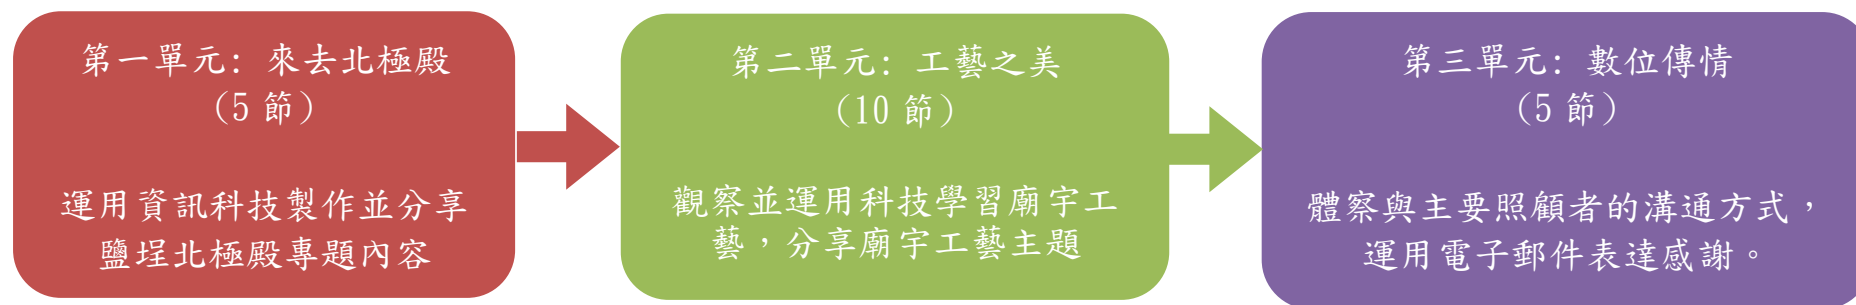 第一單元: 來去北極殿
(5 節)
運用資訊科技製作並分享
鹽埕北極殿專題內容
第二單元: 工藝之美
(10 節)
觀察並運用科技學習廟宇工
藝，分享廟宇工藝主題
第三單元: 數位傳情
(5 節)
體察與主要照顧者的溝通方式，
運用電子郵件表達感謝。